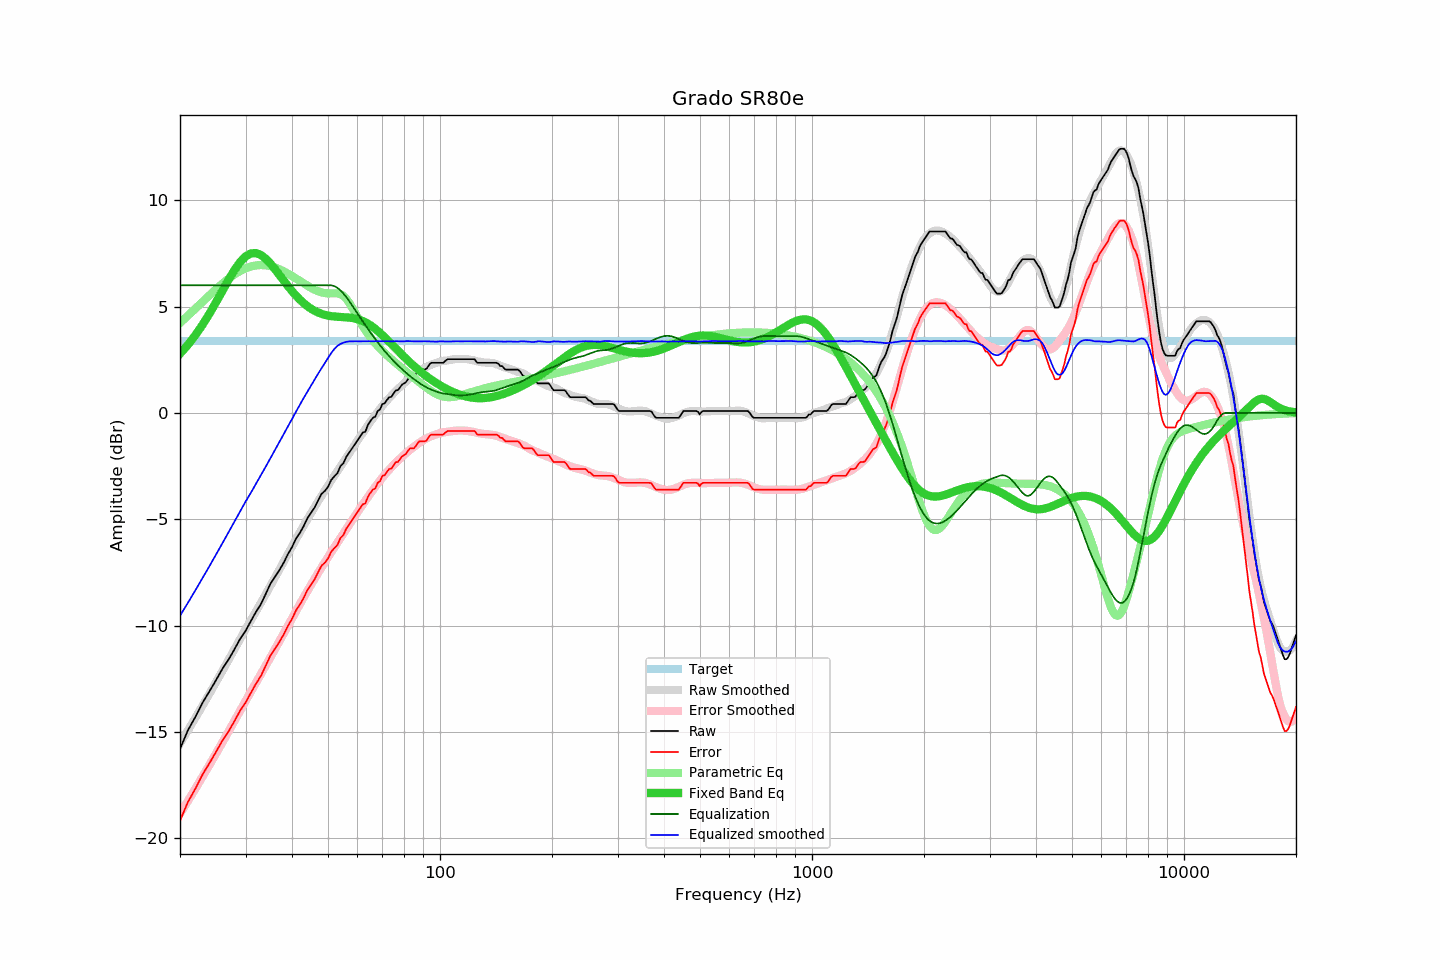 Grado SR80e
Amplitude (dBr)
10
5
0
−5
−10
−15
−20
Target
Raw Smoothed
Error Smoothed
Raw
Error
Parametric Eq
Fixed Band Eq
Equalization
Equalized smoothed
100
1000
10000
Frequency (Hz)